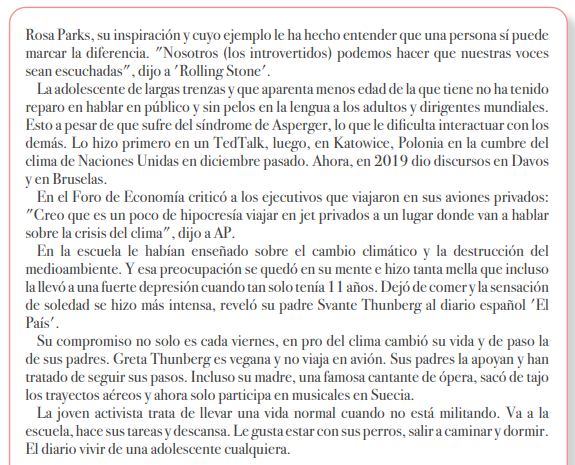 Rosa Parks, su inspiración y cuyo ejemplo le ha hecho entender que una persona sí puede
marcar la diferencia. "Nosotros (los introvertidos) podemos hacer que nuestras voces
sean escuchadas", dijo a 'Rolling Stone'.
La adolescente de largas trenzas y que aparenta menos edad de la que tiene no ha tenido
reparo en hablar en público y sin pelos en la lengua a los adultos y dirigentes mundiales.
Esto a pesar de que sufre del síndrome de Asperger, lo que le dificulta interactuar con los
demás. Lo hizo primero en un TedTalk, luego, en Katowice, Polonia en la cumbre del
clima de Naciones Unidas en diciembre pasado. Ahora, en 2019 dio discursos en Davos
y en Bruselas.
En el Foro de Economía criticó a los ejecutivos que viajaron en sus aviones privados:
"Creo que es un poco de hipocresía viajar en jet privados a un lugar donde van a hablar
sobre la crisis del clima", dijo a AP.
En la escuela le habían enseñado sobre el cambio climático y la destrucción del
medioambiente. Y esa preocupación se quedó en su mente e hizo tanta mella que incluso
la llevó a una fuerte depresión cuando tan solo tenía 11 años. Dejó de comer y la sensación
de soledad se hizo más intensa, reveló su padre Svante Thunberg al diario español 'El
País'.
Su compromiso no solo es cada viernes, en pro del clima cambió su vida y de paso la
de sus padres. Greta Thunberg es vegana y no viaja en avión. Sus padres la apoyan y han
tratado de seguir sus pasos. Incluso su madre, una famosa cantante de ópera, sacó de tajo
los trayectos aéreos y ahora solo participa en musicales en Suecia.
La joven activista trata de llevar una vida normal cuando no está militando. Va a la
escuela, hace sus tareas y descansa. Le gusta estar con sus perros, salir a caminar y dormir.
El diario vivir de una adolescente cualquiera.